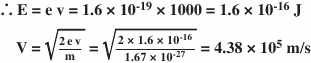 ∴ E = e v = 1.6 × 10⁻¹⁹ × 1000 = 1.6 × 10⁻¹⁶ J
V = √(2 e v / m) = √(2 × 1.6 × 10⁻¹⁶ / 1.67 × 10⁻²⁷) = 4.38 × 10⁵ m/s